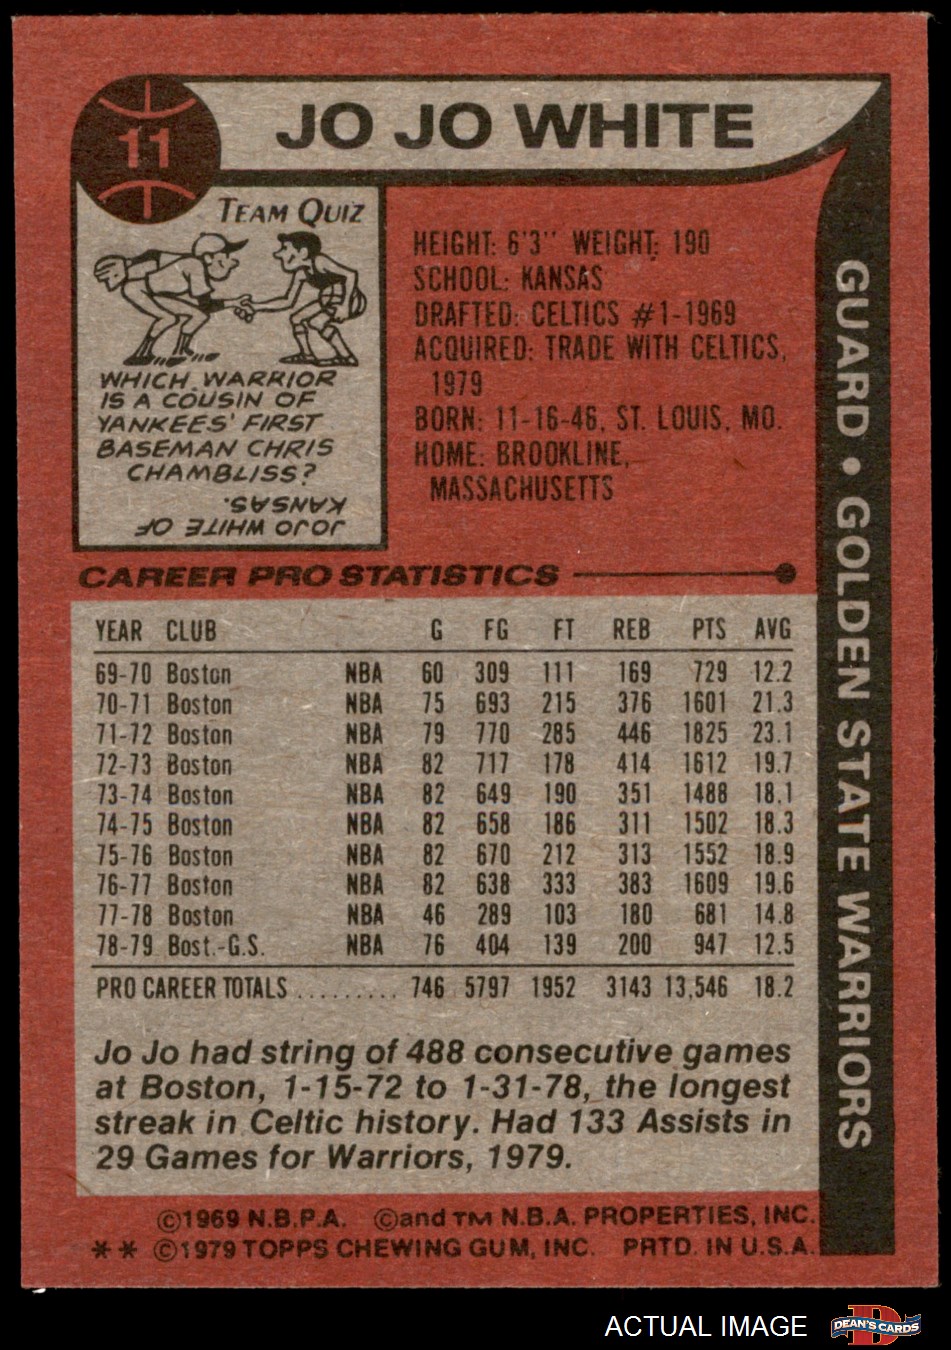 11
JO JO WHITE
TEAM QUIZ
WHICH WARRIOR
IS A COUSIN OF
YANKEES' FIRST
BASEMAN CHRIS
CHAMBLISS?
JOJO WHITE OF
KANSAS.
HEIGHT: 6'3" WEIGHT: 190
SCHOOL: KANSAS
DRAFTED: CELTICS #1-1969
ACQUIRED: TRADE WITH CELTICS,
1979
BORN: 11-16-46, ST. LOUIS, MO.
HOME: BROOKLINE,
MASSACHUSETTS
GUARD • GOLDEN STATE WARRIORS
CAREER PRO STATISTICS
YEAR CLUB G FG FT REB PTS AVG
69-70 Boston NBA 60 309 111 169 729 12.2
70-71 Boston NBA 75 693 215 376 1601 21.3
71-72 Boston NBA 79 770 285 446 1825 23.1
72-73 Boston NBA 82 717 178 414 1612 19.7
73-74 Boston NBA 82 649 190 351 1488 18.1
74-75 Boston NBA 82 658 186 311 1502 18.3
75-76 Boston NBA 82 670 212 313 1552 18.9
76-77 Boston NBA 82 638 333 383 1609 19.6
77-78 Boston NBA 46 289 103 180 681 14.8
78-79 Bost.-G.S. NBA 76 404 139 200 947 12.5
PRO CAREER TOTALS ......... 746 5797 1952 3143 13,546 18.2
Jo Jo had string of 488 consecutive games
at Boston, 1-15-72 to 1-31-78, the longest
streak in Celtic history. Had 133 Assists in
29 Games for Warriors, 1979.
©1969 N.B.P.A. ©and TM N.B.A. PROPERTIES, INC.
** ©1979 TOPPS CHEWING GUM, INC. PRTD. IN U.S.A.
ACTUAL IMAGE
D
DEAN'S CARDS